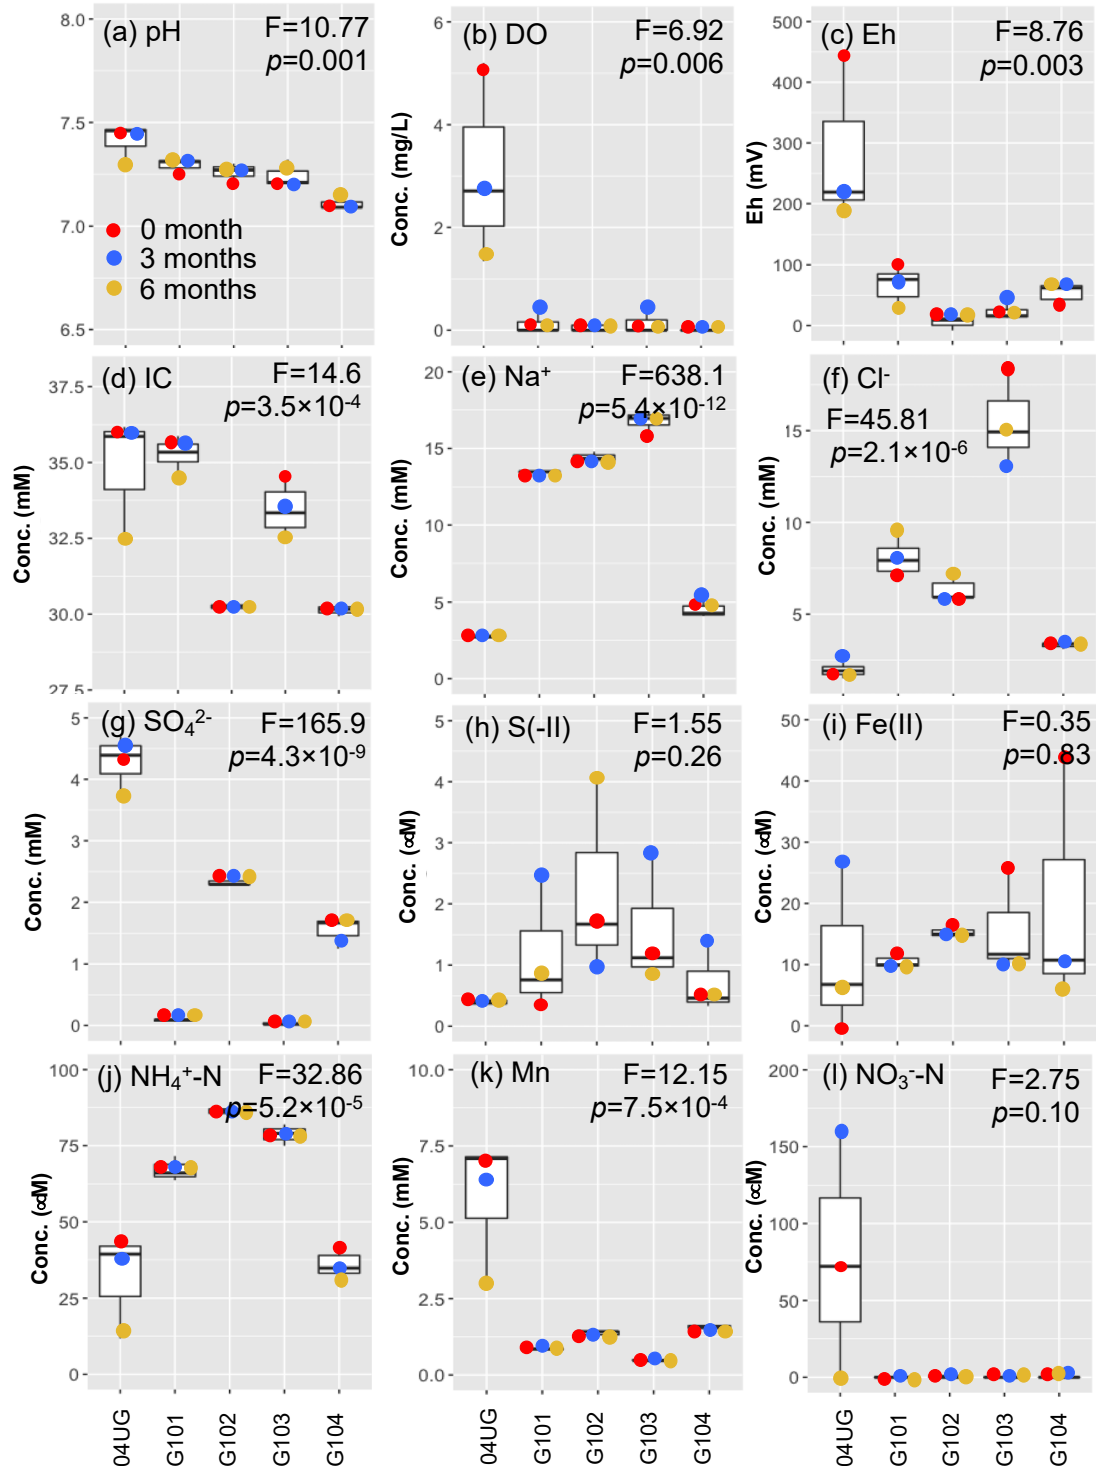 (a) pH
F=10.77
p=0.001
8.0
7.5
7.0
6.5
0 month
3 months
6 months
(b) DO
F=6.92
p=0.006
Conc. (mg/L)
6
4
2
0
(c) Eh
F=8.76
p=0.003
Eh (mV)
500
400
300
200
100
0
(d) IC
F=14.6
p=3.5×10-4
Conc. (mM)
37.5
35.0
32.5
30.0
27.5
(e) Na+
F=638.1
p=5.4×10-12
Conc. (mM)
20
15
10
5
0
(f) Cl-
F=45.81
p=2.1×10-6
Conc. (mM)
15
10
5
(g) SO42-
F=165.9
p=4.3×10-9
Conc. (mM)
5
4
3
2
1
0
(h) S(-II)
F=1.55
p=0.26
Conc. (∝M)
5
4
3
2
1
0
(i) Fe(II)
F=0.35
p=0.83
Conc. (∝M)
50
40
30
20
10
0
(j) NH4+-N
F=32.86
p=5.2×10-5
Conc. (∝M)
100
75
50
25
0
04UG
G101
G102
G103
G104
(k) Mn
F=12.15
p=7.5×10-4
Conc. (mM)
10.0
7.5
5.0
2.5
0.0
04UG
G101
G102
G103
G104
(l) NO3--N
F=2.75
p=0.10
Conc. (∝M)
200
150
100
50
0
04UG
G101
G102
G103
G104